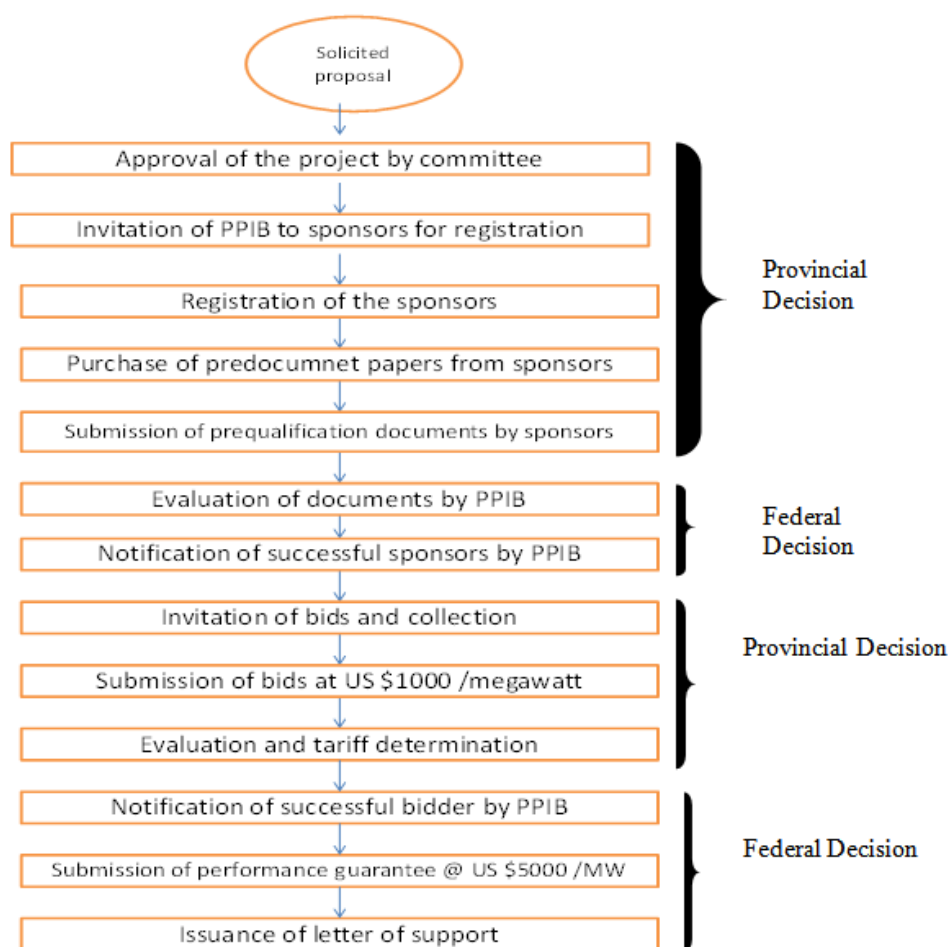 Solicited
proposal
Approval of the project by committee
Invitation of PPIB to sponsors for registration
Registration of the sponsors
Purchase of predocumnet papers from sponsors
Submission of prequalification documents by sponsors
Provincial
Decision
Evaluation of documents by PPIB
Notification of successful sponsors by PPIB
Federal
Decision
Invitation of bids and collection
Submission of bids at US $1000 /megawatt
Evaluation and tariff determination
Provincial Decision
Notification of successful bidder by PPIB
Submission of performance guarantee @ US $5000 /MW
Issuance of letter of support
Federal Decision